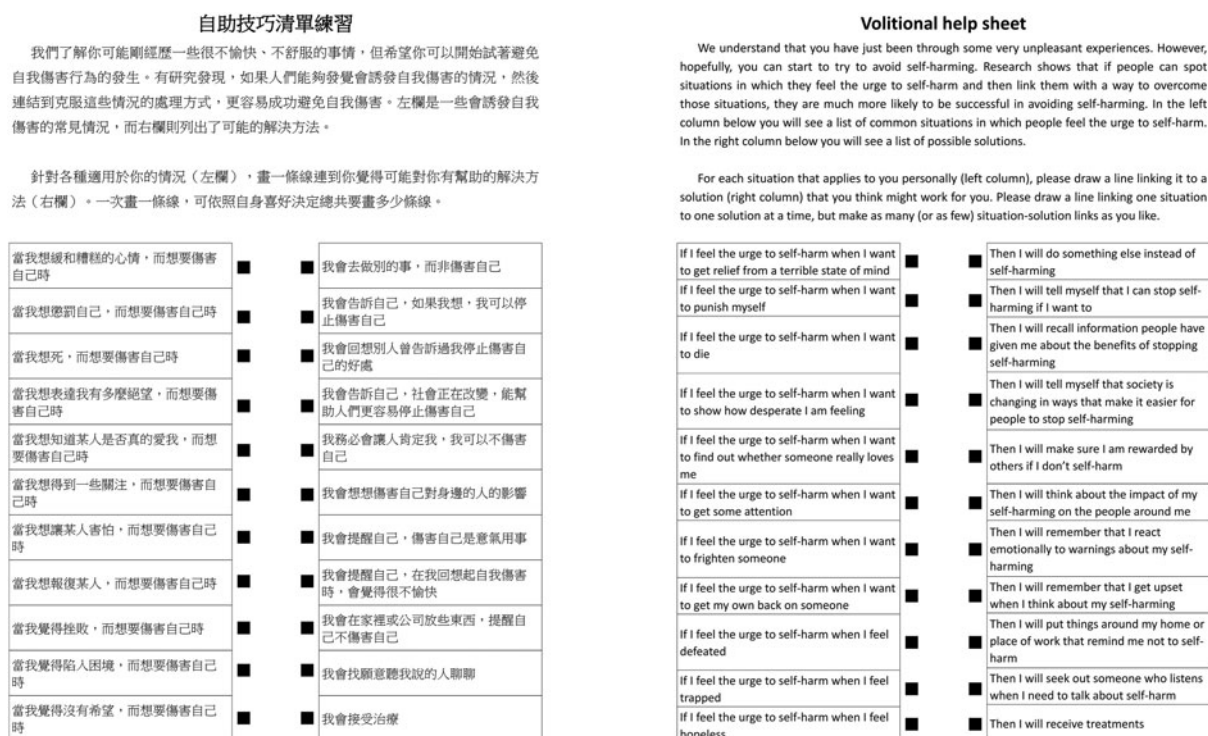 自助技巧清單練習
我們了解你可能剛經歷一些很不愉快、不舒服的事情，但希望你可以開始試著避免
自我傷害行為的發生。有研究發現，如果人們能夠發覺會誘發自我傷害的情況，然後
連結到克服這些情況的處理方式，更容易成功避免自我傷害。左欄是一些會誘發自我
傷害的常見情況，而右欄則列出了可能的解決方法。
針對各種適用於你的情況（左欄），畫一條線連到你覺得可能對你有幫助的解決方
法（右欄）。一次畫一條線，可依照自身喜好決定總共要畫多少條線。
當我想緩和糟糕的心情，而想要傷害
自己時
我會去做別的事，而非傷害自己
當我想懲罰自己，而想要傷害自己時
我會告訴自己，如果我想，我可以停
止傷害自己
當我想死，而想要傷害自己時
我會回想別人曾告訴過我停止傷害自
己的好處
當我想表達我有多麼絕望，而想要傷
害自己時
我會告訴自己，社會正在改變，能幫
助人們更容易停止傷害自己
當我想知道某人是否真的愛我，而想
要傷害自己時
我務必會讓人肯定我，我可以不傷害
自己
當我想得到一些關注，而想要傷害自
己時
我會想想傷害自己對身邊的人的影響
當我想讓某人害怕，而想要傷害自己
時
我會提醒自己，傷害自己是意氣用事
當我想報復某人，而想要傷害自己時
我會提醒自己，在我回想起自我傷害
時，會覺得很不愉快
當我覺得挫敗，而想要傷害自己時
我會在家裡或公司放些東西，提醒自
己不傷害自己
當我覺得陷入困境，而想要傷害自己
時
我會找願意聽我說的人聊聊
當我覺得沒有希望，而想要傷害自己
時
我會接受治療
Volitional help sheet
We understand that you have just been through some very unpleasant experiences. However,
hopefully, you can start to try to avoid self-harming. Research shows that if people can spot
situations in which they feel the urge to self-harm and then link them with a way to overcome
those situations, they are much more likely to be successful in avoiding self-harming. In the left
column below you will see a list of common situations in which people feel the urge to self-harm.
In the right column below you will see a list of possible solutions.
For each situation that applies to you personally (left column), please draw a line linking it to a
solution (right column) that you think might work for you. Please draw a line linking one situation
to one solution at a time, but make as many (or as few) situation-solution links as you like.
If I feel the urge to self-harm when I want
to get relief from a terrible state of mind
Then I will do something else instead of
self-harming
If I feel the urge to self-harm when I want
to punish myself
Then I will tell myself that I can stop self-
harming if I want to
If I feel the urge to self-harm when I want
to die
Then I will recall information people have
given me about the benefits of stopping
self-harming
If I feel the urge to self-harm when I want
to show how desperate I am feeling
Then I will tell myself that society is
changing in ways that make it easier for
people to stop self-harming
If I feel the urge to self-harm when I want
to find out whether someone really loves
me
Then I will make sure I am rewarded by
others if I don't self-harm
If I feel the urge to self-harm when I want
to get some attention
Then I will think about the impact of my
self-harming on the people around me
If I feel the urge to self-harm when I want
to frighten someone
Then I will remember that I react
emotionally to warnings about my self-
harming
If I feel the urge to self-harm when I want
to get my own back on someone
Then I will remember that I get upset
when I think about my self-harming
If I feel the urge to self-harm when I feel
defeated
Then I will put things around my home or
place of work that remind me not to self-
harm
If I feel the urge to self-harm when I feel
trapped
Then I will seek out someone who listens
when I need to talk about self-harm
If I feel the urge to self-harm when I feel
hopeless
Then I will receive treatments